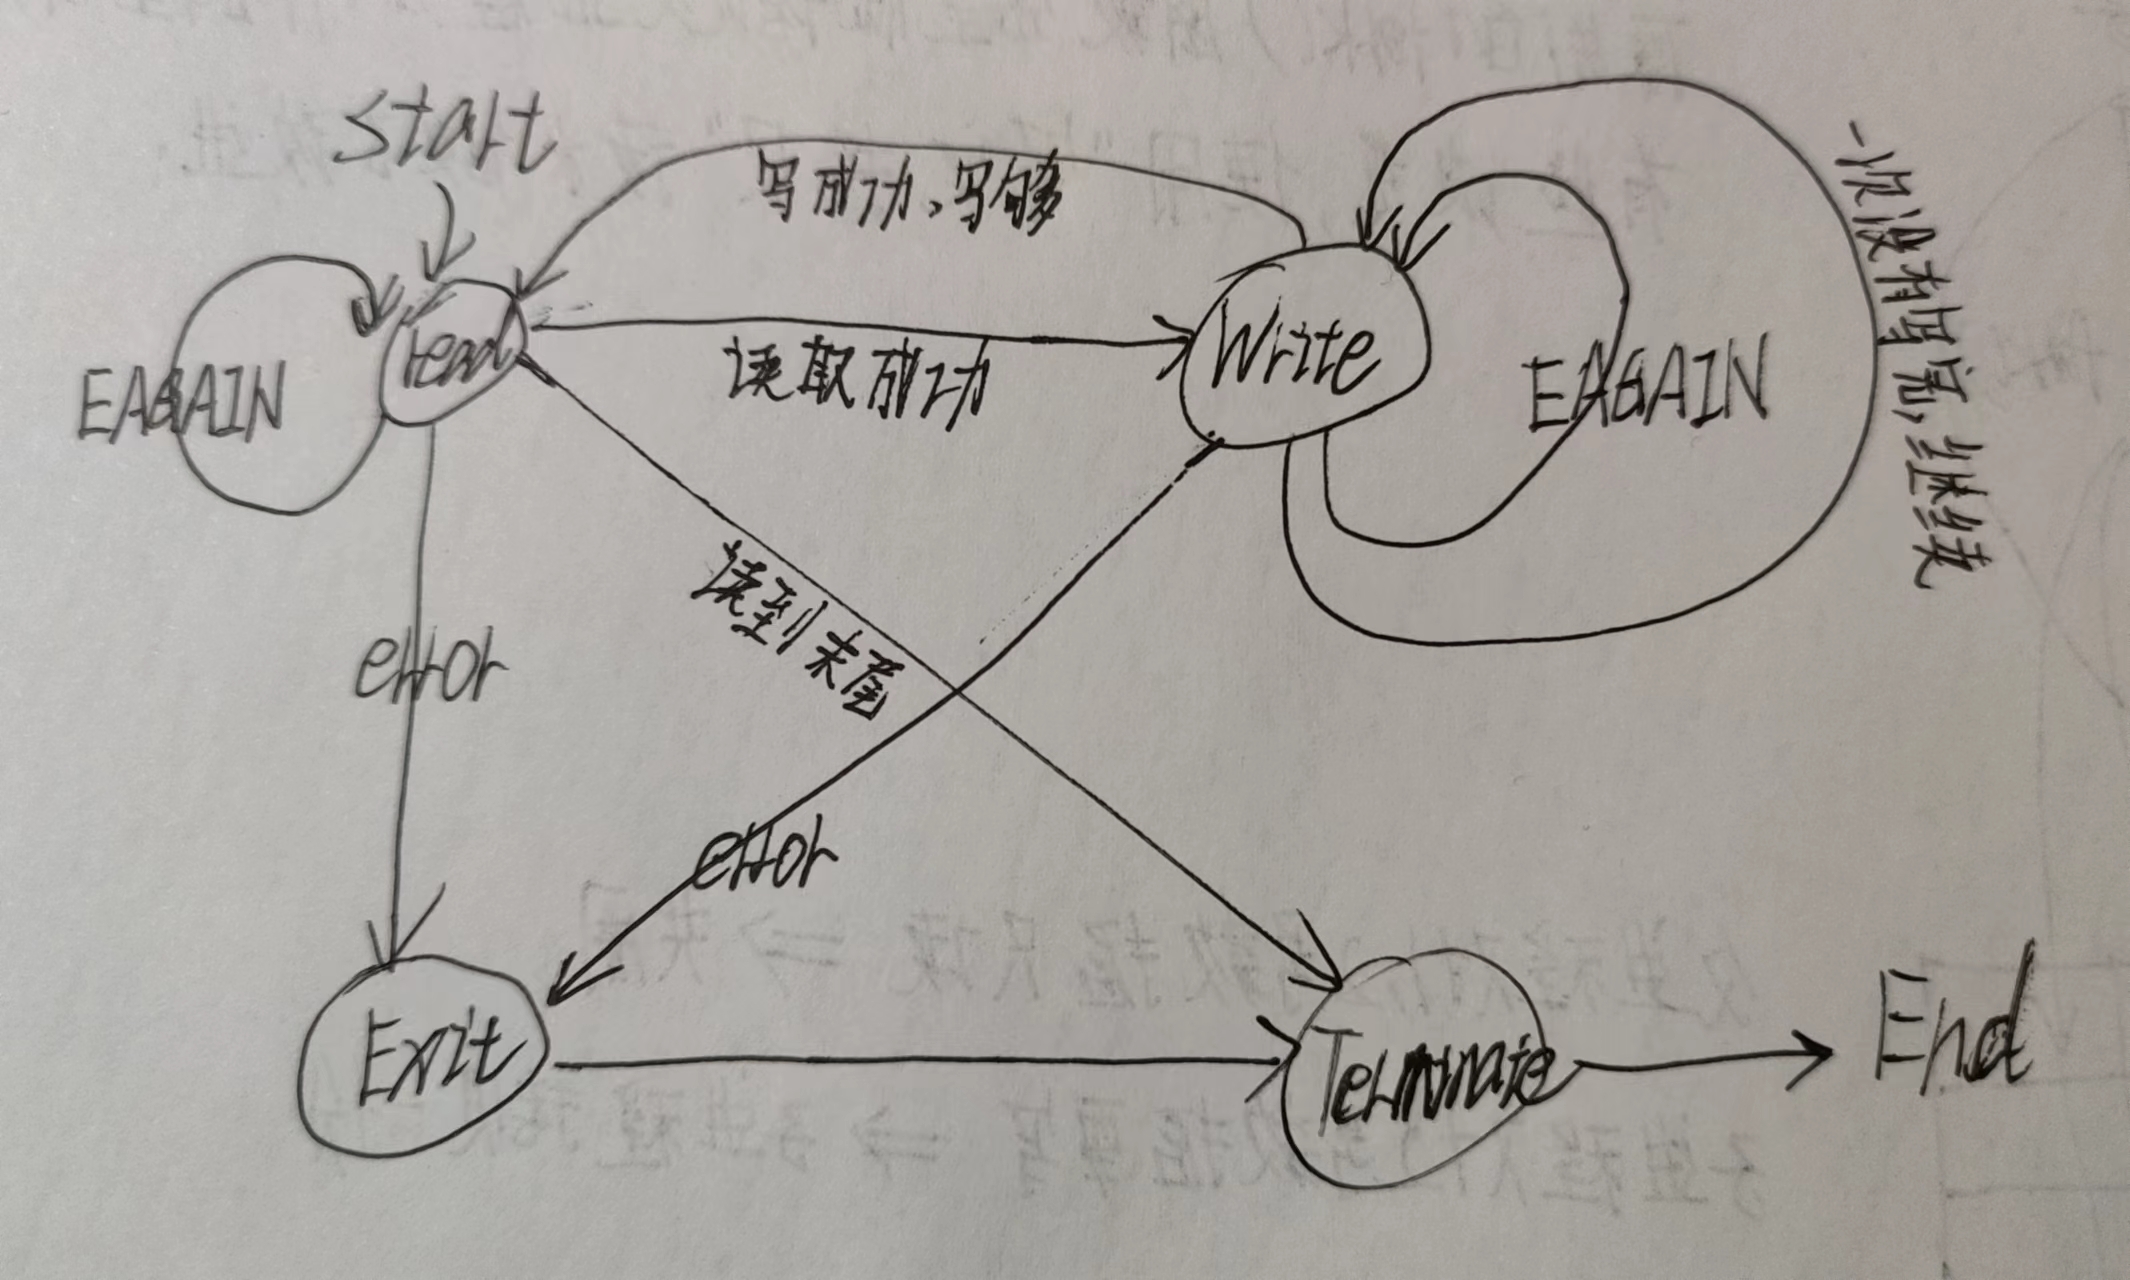 start
写成功、写够
一次没有写完,继续
read
读取成功
Write
EAGAIN
EAGAIN
读到末尾
error
error
Exit
Terminate
End